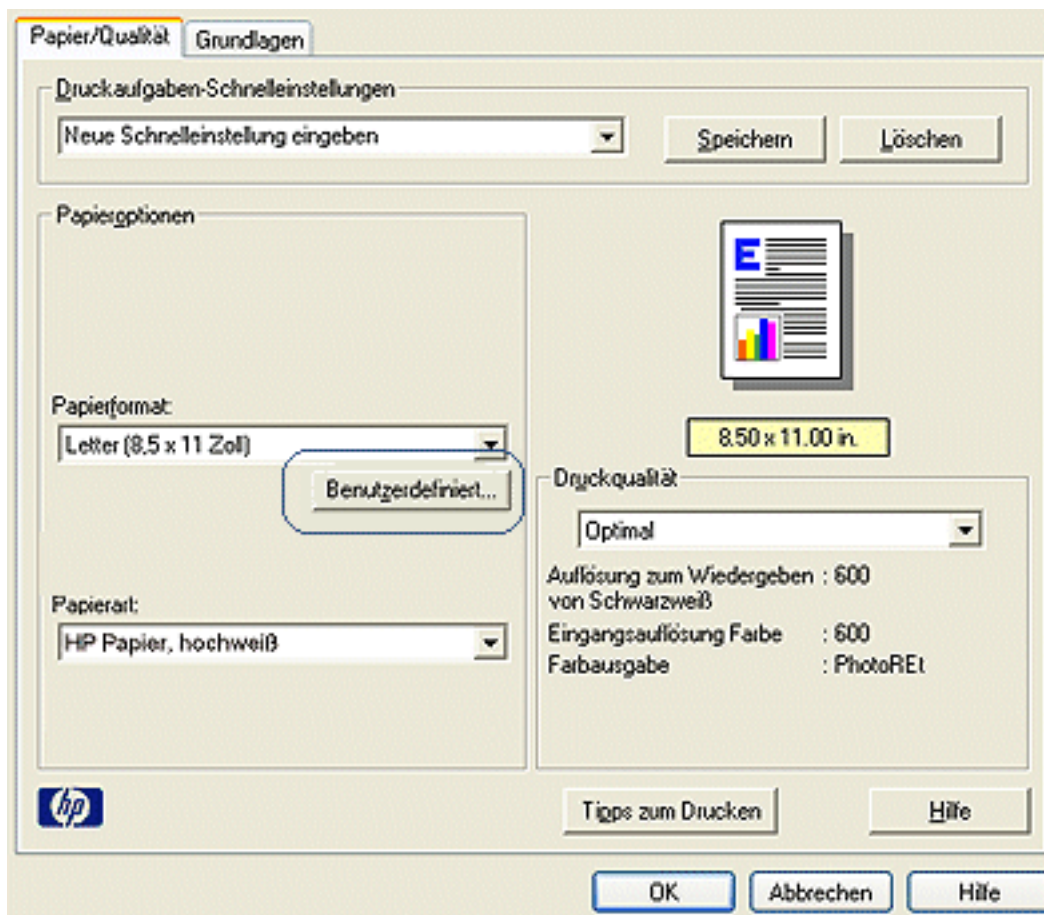 Papier/Qualität
Grundlagen
Druckaufgaben-Schnelleinstellungen
Neue Schnelleinstellung eingeben
Speichern
Löschen
Papieroptionen
E
Papierformat:
Letter (8,5 x 11 Zoll)
8.50 x 11.00 in.
Benutzerdefiniert...
Druckqualität
Optimal
Auflösung zum Wiedergeben : 600
von Schwarzweiß
Eingangsauflösung Farbe : 600
Farbausgabe : PhotoREt
Papierart:
HP Papier, hochweiß
hp
Tipps zum Drucken
Hilfe
OK
Abbrechen
Hilfe